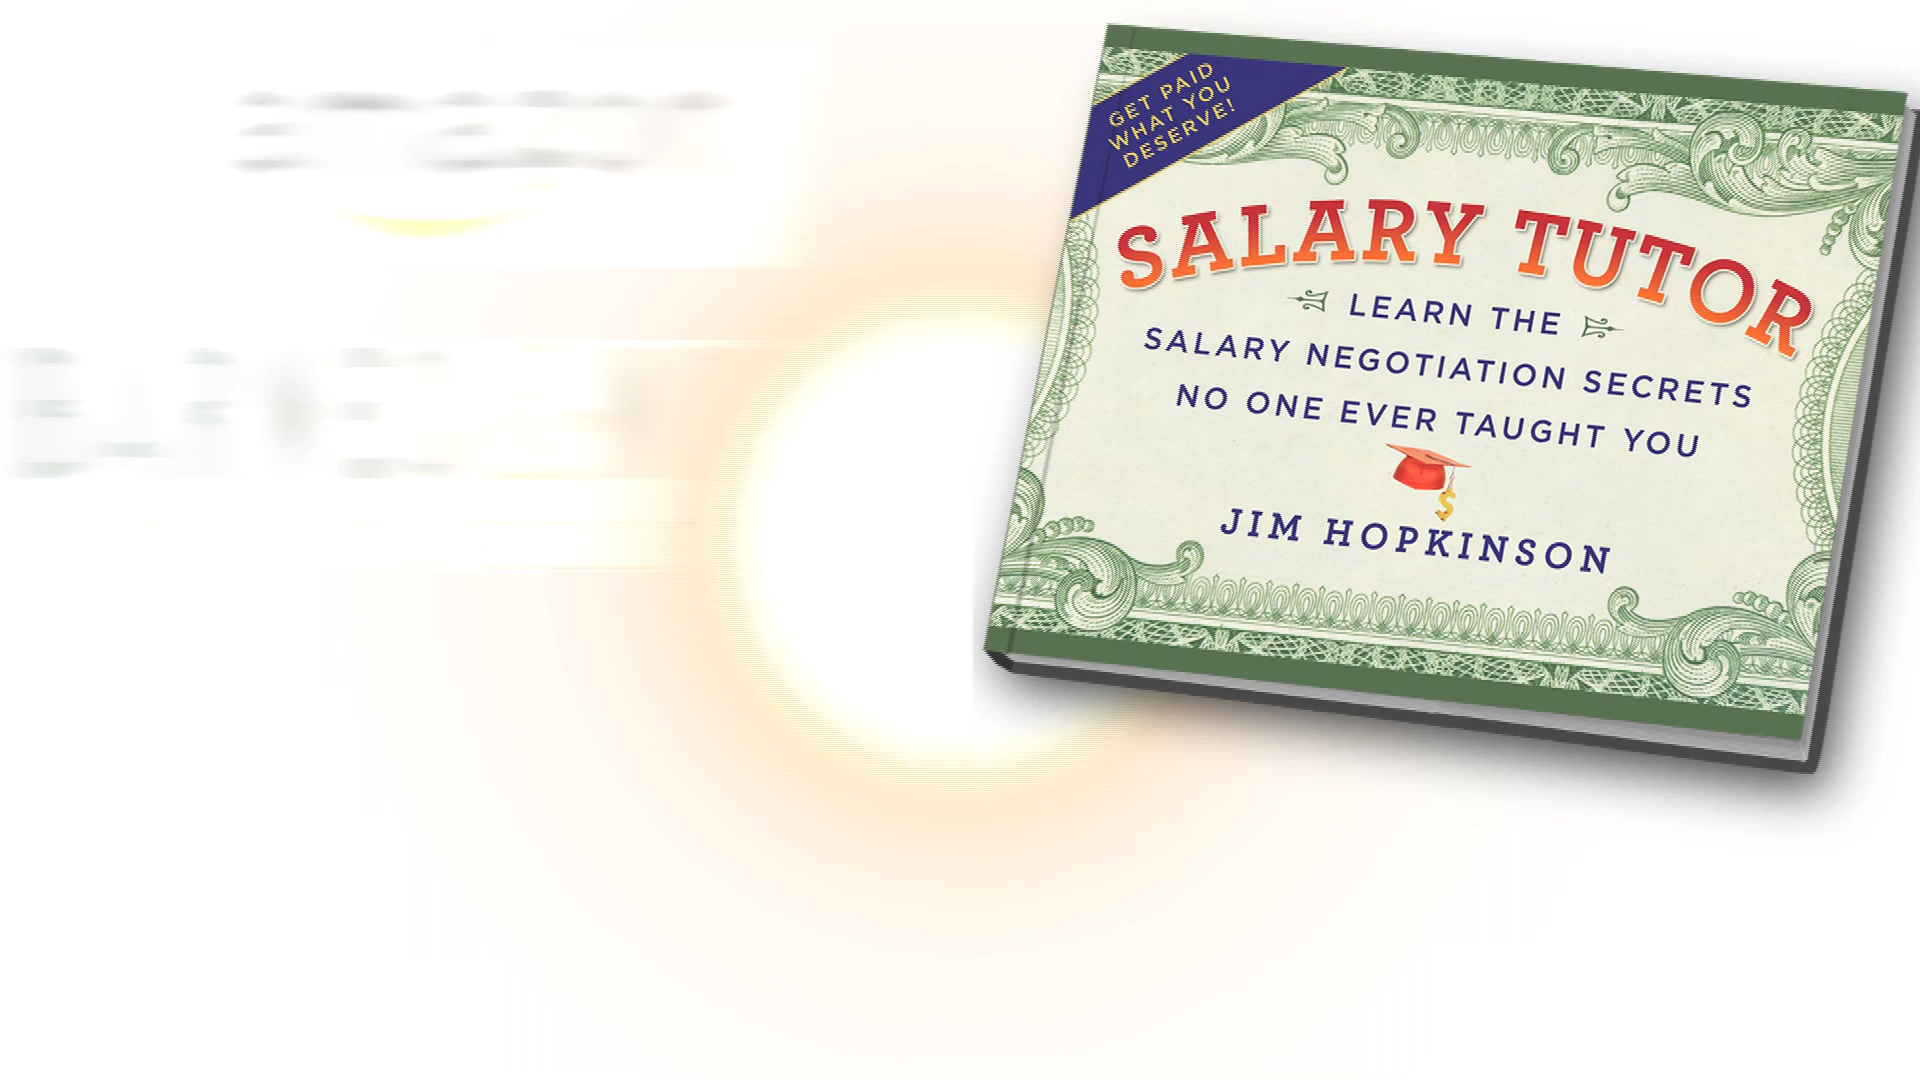 GET PAID
WHAT YOU
DESERVE!
SALARY TUTOR
LEARN THE
SALARY NEGOTIATION SECRETS
NO ONE EVER TAUGHT YOU
$
JIM HOPKINSON